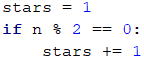 stars = 1
if n % 2 == 0:
    stars += 1